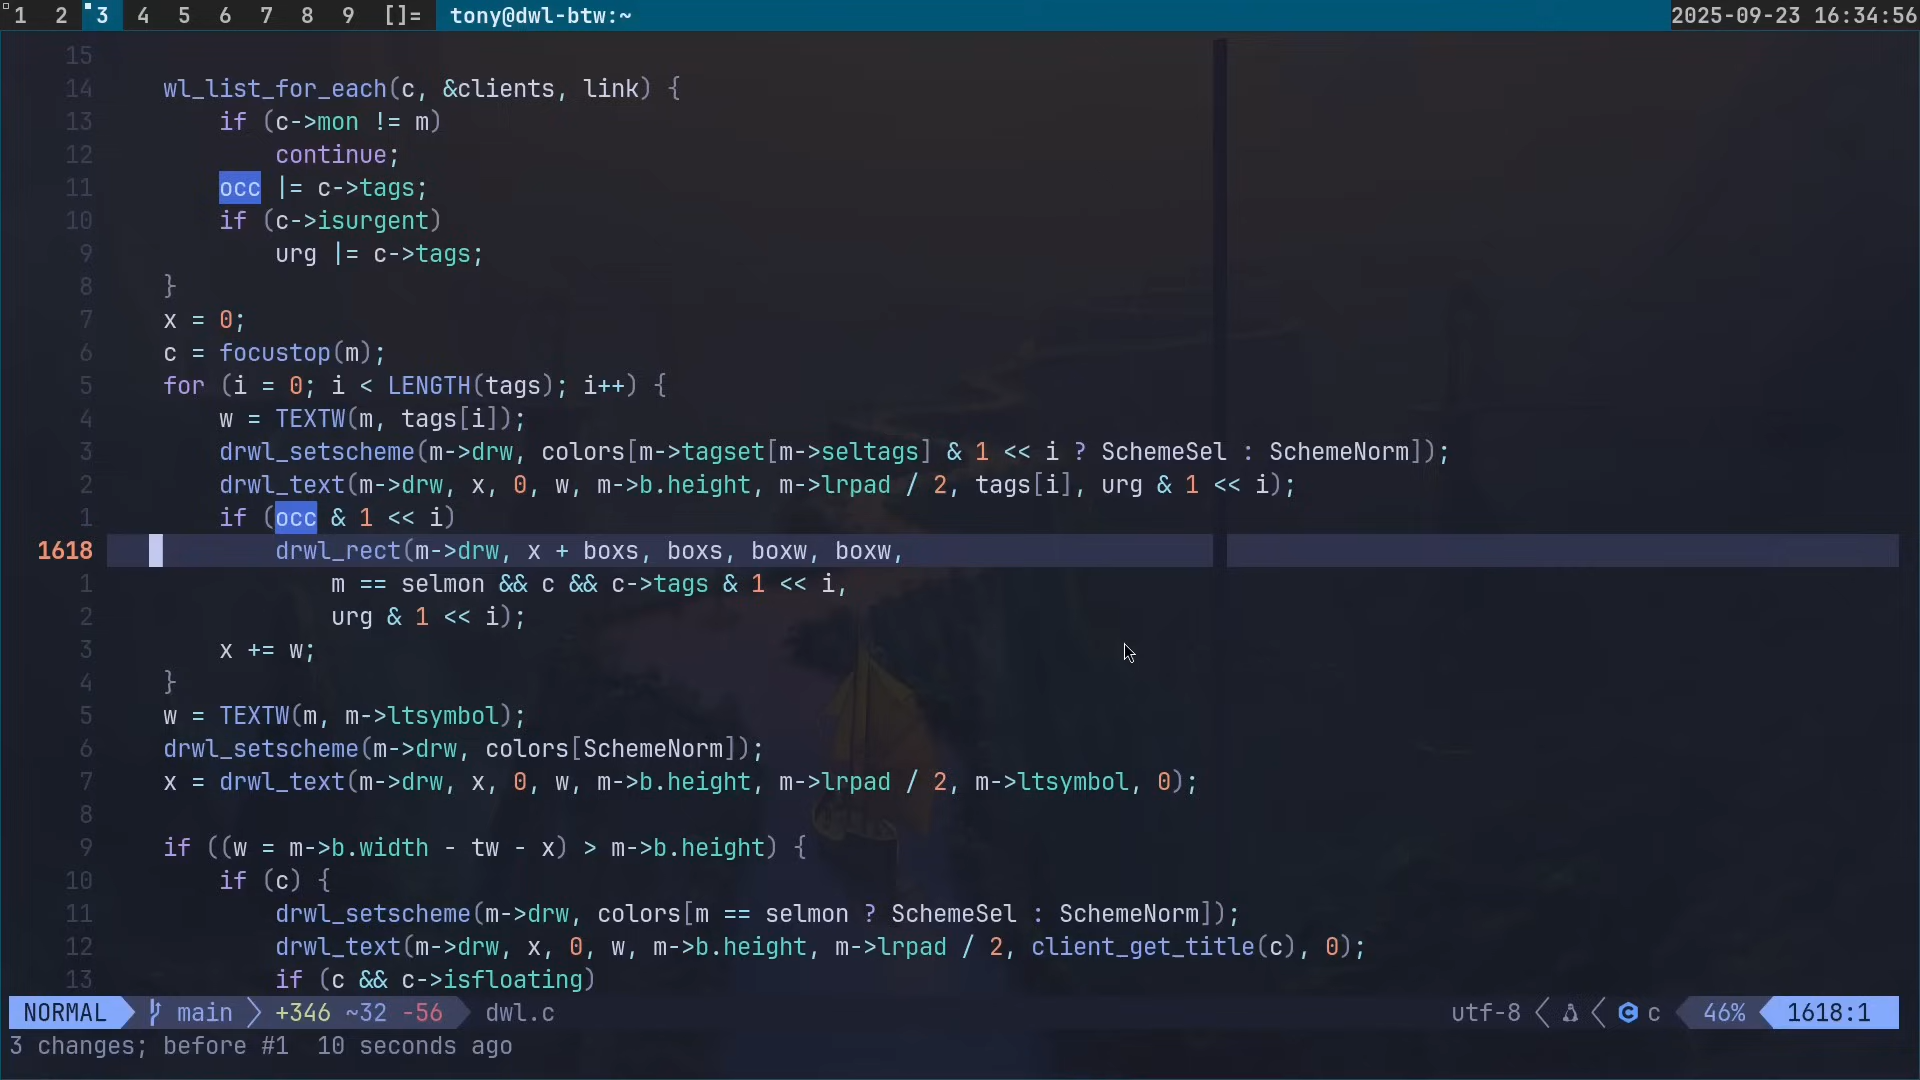 1 2 3 4 5 6 7 8 9 []= tony@dwl-btw:~ 2025-09-23 16:34:56
15
14 wl_list_for_each(c, &clients, link) {
13 if (c->mon != m)
12 continue;
11 occ |= c->tags;
10 if (c->isurgent)
9 urg |= c->tags;
8 }
7 x = 0;
6 c = focustop(m);
5 for (i = 0; i < LENGTH(tags); i++) {
4 w = TEXTW(m, tags[i]);
3 drwl_setscheme(m->drw, colors[m->tagset[m->seltags] & 1 << i ? SchemeSel : SchemeNorm]);
2 drwl_text(m->drw, x, 0, w, m->b.height, m->lrpad / 2, tags[i], urg & 1 << i);
1 if (occ & 1 << i)
1618 drwl_rect(m->drw, x + boxs, boxs, boxw, boxw,
1 m == selmon && c && c->tags & 1 << i,
2 urg & 1 << i);
3 x += w;
4 }
5 w = TEXTW(m, m->ltsymbol);
6 drwl_setscheme(m->drw, colors[SchemeNorm]);
7 x = drwl_text(m->drw, x, 0, w, m->b.height, m->lrpad / 2, m->ltsymbol, 0);
8
9 if ((w = m->b.width - tw - x) > m->b.height) {
10 if (c) {
11 drwl_setscheme(m->drw, colors[m == selmon ? SchemeSel : SchemeNorm]);
12 drwl_text(m->drw, x, 0, w, m->b.height, m->lrpad / 2, client_get_title(c), 0);
13 if (c && c->isfloating)
NORMAL main +346 ~32 -56 dwl.c utf-8 c 46% 1618:1
3 changes; before #1 10 seconds ago